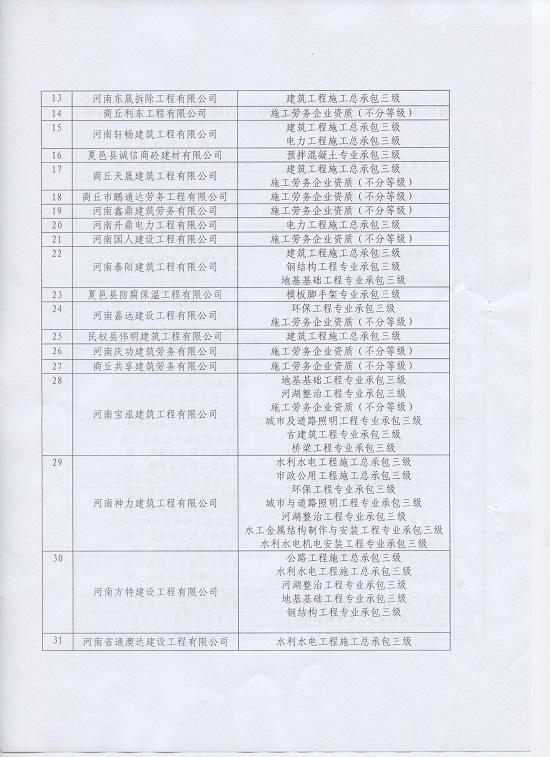 13 河南东晟拆除工程有限公司 建筑工程施工总承包三级
14 商丘利东工程有限公司 施工劳务企业资质（不分等级）
15 河南轩畅建筑工程有限公司 建筑工程施工总承包三级
电力工程施工总承包三级
16 夏邑县诚信商砼建材有限公司 预拌混凝土专业承包三级
17 商丘天晟建筑工程有限公司 建筑工程施工总承包三级
施工劳务企业资质（不分等级）
18 商丘市鹏通达劳务工程有限公司 施工劳务企业资质（不分等级）
19 河南鑫鼎建筑劳务有限公司 施工劳务企业资质（不分等级）
20 河南升鼎电力工程有限公司 电力工程施工总承包三级
21 河南国人建设工程有限公司 施工劳务企业资质（不分等级）
22 河南泰阳建筑工程有限公司 建筑工程施工总承包三级
钢结构工程专业承包三级
地基基础工程专业承包三级
23 夏邑县防腐保温工程有限公司 模板脚手架专业承包三级
24 河南嘉远建设工程有限公司 环保工程专业承包三级
施工劳务企业资质（不分等级）
25 民权县伟明建筑工程有限公司 建筑工程施工总承包三级
26 河南庆功建筑劳务有限公司 施工劳务企业资质（不分等级）
27 商丘共享建筑劳务有限公司 施工劳务企业资质（不分等级）
28 河南宝泓建筑工程有限公司 地基基础工程专业承包三级
河湖整治工程专业承包三级
施工劳务企业资质（不分等级）
城市及道路照明工程专业承包三级
古建筑工程专业承包三级
桥梁工程专业承包三级
29 河南神力建筑工程有限公司 水利水电工程施工总承包三级
市政公用工程施工总承包三级
环保工程专业承包三级
城市与道路照明工程专业承包三级
河湖整治工程专业承包三级
水工金属结构制作与安装工程专业承包三级
水利水电机电安装工程专业承包三级
30 河南方特建设工程有限公司 公路工程施工总承包三级
水利水电工程施工总承包三级
河湖整治工程专业承包三级
地基基础工程专业承包三级
钢结构工程专业承包三级
31 河南省通澳达建设工程有限公司 水利水电工程施工总承包三级